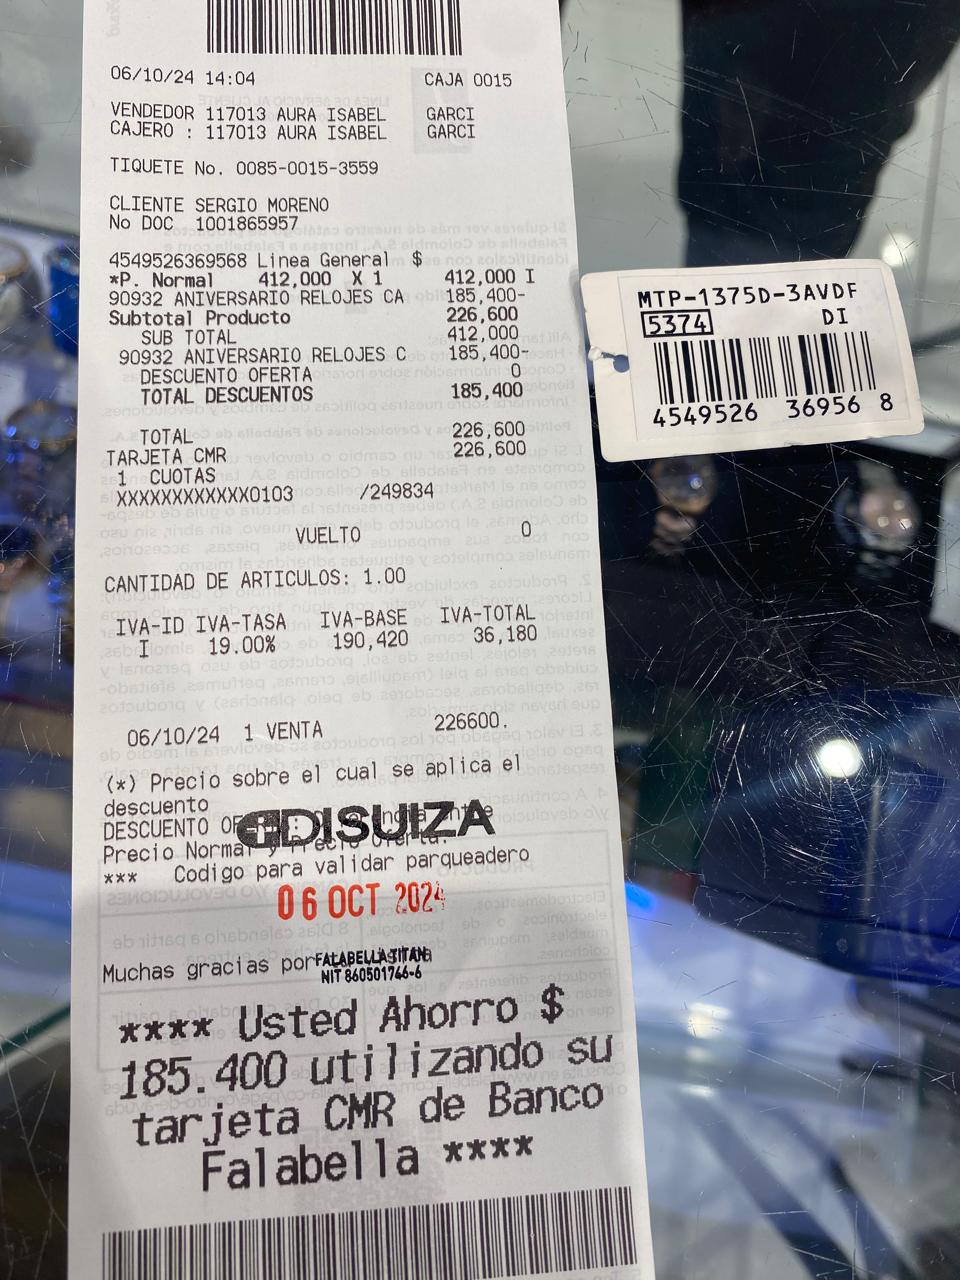 06/10/24 14:04 CAJA 0015
VENDEDOR 117013 AURA ISABEL GARCI
CAJERO : 117013 AURA ISABEL GARCI
TIQUETE No. 0085-0015-3559
CLIENTE SERGIO MORENO
No DOC 1001865957
4549526369568 Linea General $
*P. Normal 412,000 X 1 412,000 I
90932 ANIVERSARIO RELOJES CA 185,400-
Subtotal Producto 226,600
SUB TOTAL 412,000
90932 ANIVERSARIO RELOJES C 185,400-
DESCUENTO OFERTA 0
TOTAL DESCUENTOS 185,400
TOTAL 226,600
TARJETA CMR 226,600
1 CUOTAS
XXXXXXXXXXXX0103 /249834
VUELTO 0
CANTIDAD DE ARTICULOS: 1.00
IVA-ID IVA-TASA IVA-BASE IVA-TOTAL
I 19.00% 190,420 36,180
06/10/24 1 VENTA 226600.
(*) Precio sobre el cual se aplica el
descuento
DESCUENTO
DISUIZA
Precio Normal y Precio Oferta.
*** Codigo para validar parqueadero
06 OCT 2024
Muchas gracias por
FALABELLA TITAN
NIT 860501746-6
**** Usted Ahorro $
185.400 utilizando su
tarjeta CMR de Banco
Falabella ****
MTP-1375D-3AVDF
5374 DI
4549526 36956 8